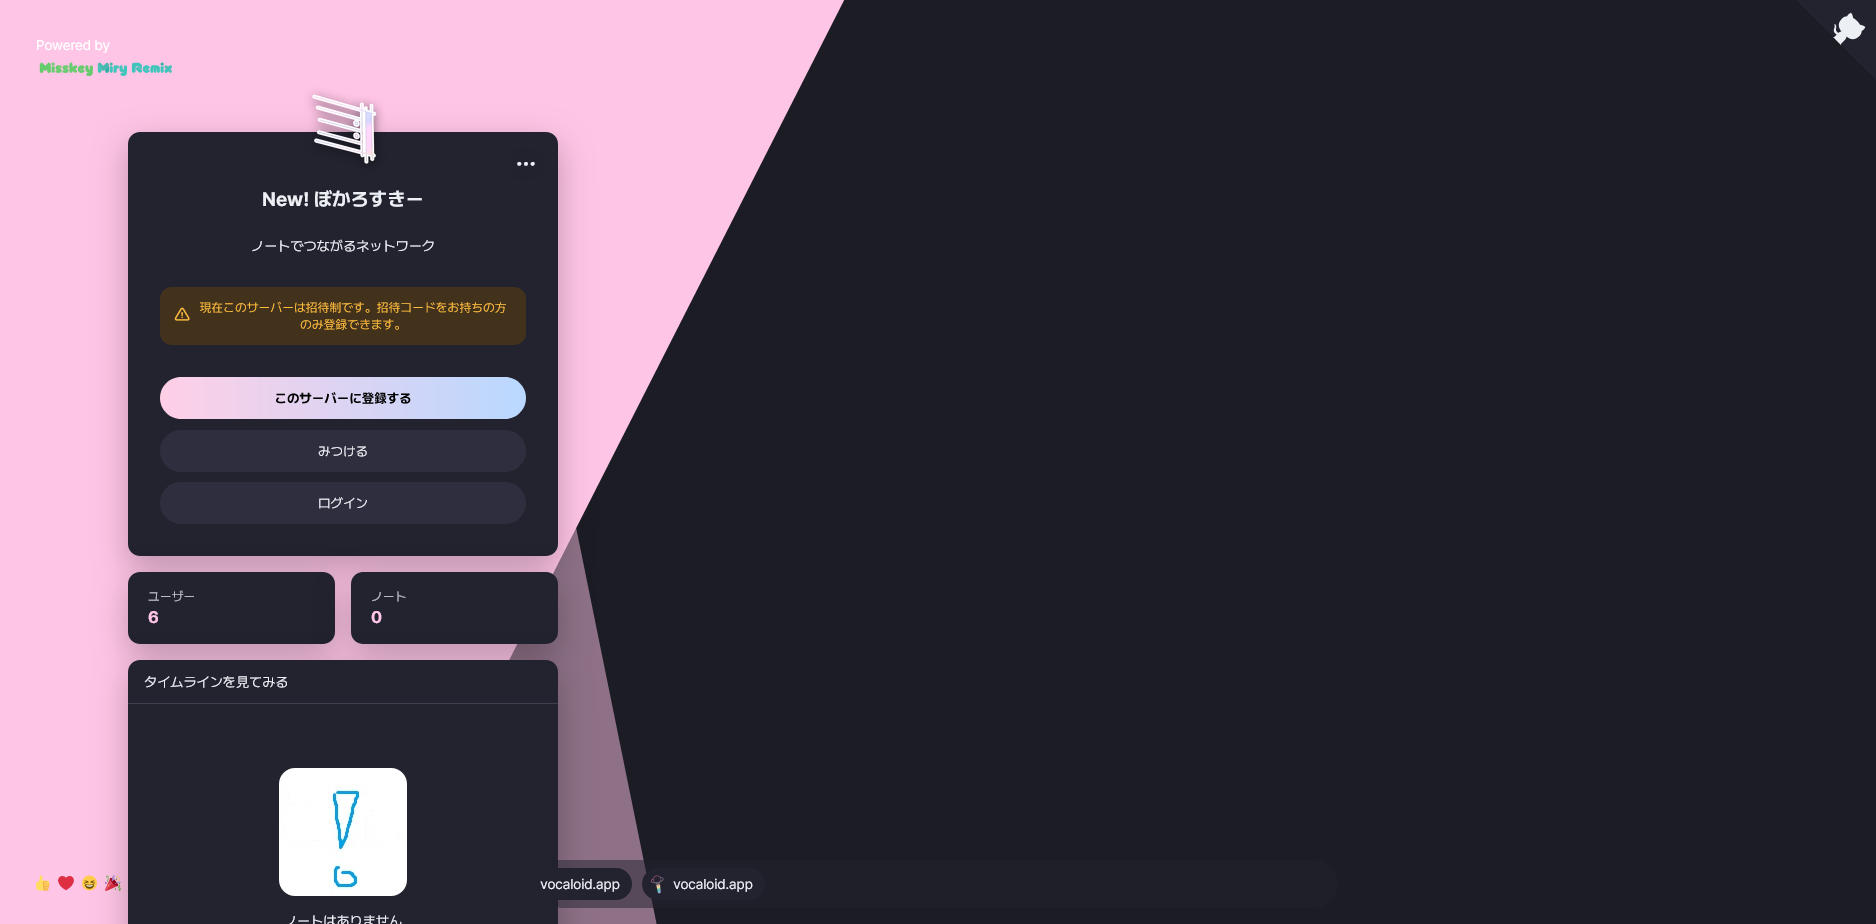 Powered by
Misskey Miry Remix
New! ぼかろすきー
ノートでつながるネットワーク
現在このサーバーは招待制です。招待コードをお持ちの方
のみ登録できます。
このサーバーに登録する
みつける
ログイン
ユーザー
6
ノート
0
タイムラインを見てみる
ノートはありません
vocaloid.app
vocaloid.app